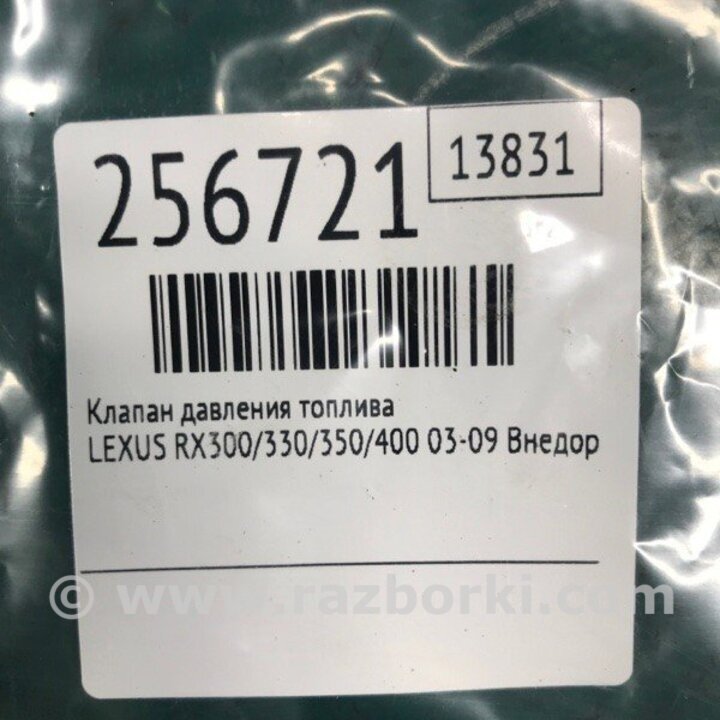 256721
13831
Клапан давления топлива
LEXUS RX300/330/350/400 03-09 Внедор
© www.razborki.com